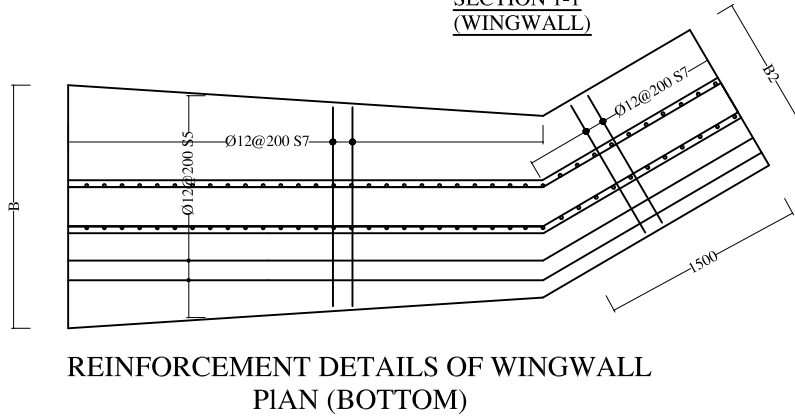 SECTION 1-1
(WINGWALL)
B2
Ø12@200 S7
Ø12@200 S7
Ø12@200 S5
B
1500
REINFORCEMENT DETAILS OF WINGWALL
PlAN (BOTTOM)